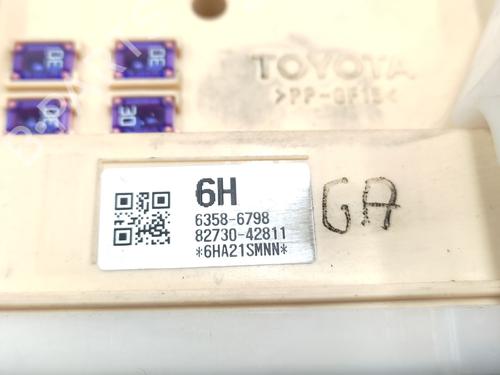 30
30
30
30
TOYOTA
>PP-GF15<
6H
6358-6798
82730-42811
*6HA21SMNN*
GA